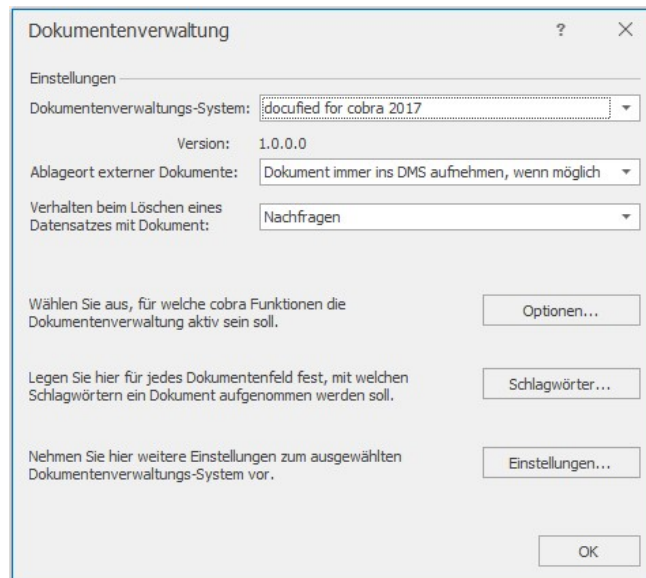 Dokumentenverwaltung
?
Einstellungen
Dokumentenverwaltungs-System: docufied for cobra 2017
Version: 1.0.0.0
Ablageort externer Dokumente: Dokument immer ins DMS aufnehmen, wenn möglich
Verhalten beim Löschen eines
Datensatzes mit Dokument: Nachfragen
Wählen Sie aus, für welche cobra Funktionen die
Dokumentenverwaltung aktiv sein soll.
Optionen...
Legen Sie hier für jedes Dokumentenfeld fest, mit welchen
Schlagwörtern ein Dokument aufgenommen werden soll.
Schlagwörter...
Nehmen Sie hier weitere Einstellungen zum ausgewählten
Dokumentenverwaltungs-System vor.
Einstellungen...
OK